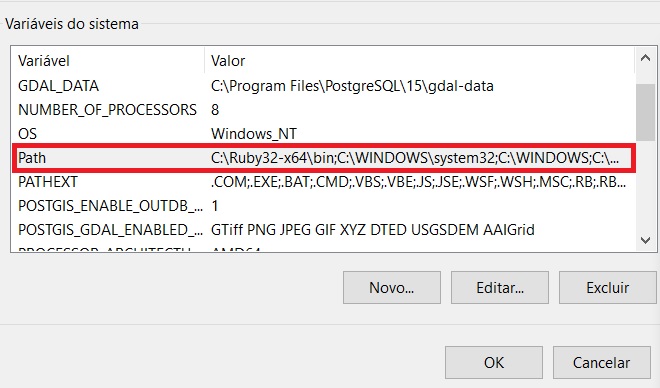 Variáveis do sistema
Variável Valor
GDAL_DATA C:\Program Files\PostgreSQL\15\gdal-data
NUMBER_OF_PROCESSORS 8
OS Windows_NT
Path C:\Ruby32-x64\bin;C:\WINDOWS\system32;C:\WINDOWS;C:\...
PATHEXT .COM;.EXE;.BAT;.CMD;.VBS;.VBE;.JS;.JSE;.WSF;.WSH;.MSC;.RB;.RB...
POSTGIS_ENABLE_OUTDB_... 1
POSTGIS_GDAL_ENABLED_... GTiff PNG JPEG GIF XYZ DTED USGSDEM AAIGrid
PROCESSOR_ARCHITECTU AMD64
Novo... Editar... Excluir
OK Cancelar